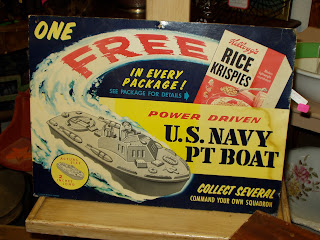 ONE
FREE
IN EVERY
PACKAGE!
SEE PACKAGE FOR DETAILS
Kellogg's
RICE
KRISPIES
POWER DRIVEN
U.S. NAVY
PT BOAT
COLLECT SEVERAL
COMMAND YOUR OWN SQUADRON